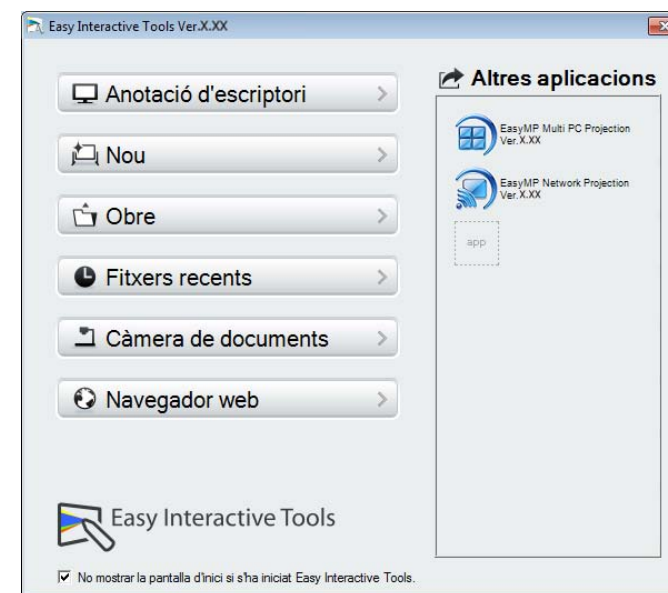 Easy Interactive Tools Ver.X.XX
Anotació d'escriptori
Nou
Obre
Fitxers recents
Càmera de documents
Navegador web
Altres aplicacions
EasyMP Multi PC Projection
Ver.X.XX
EasyMP Network Projection
Ver.X.XX
app
Easy Interactive Tools
No mostrar la pantalla d'inici si s'ha iniciat Easy Interactive Tools.